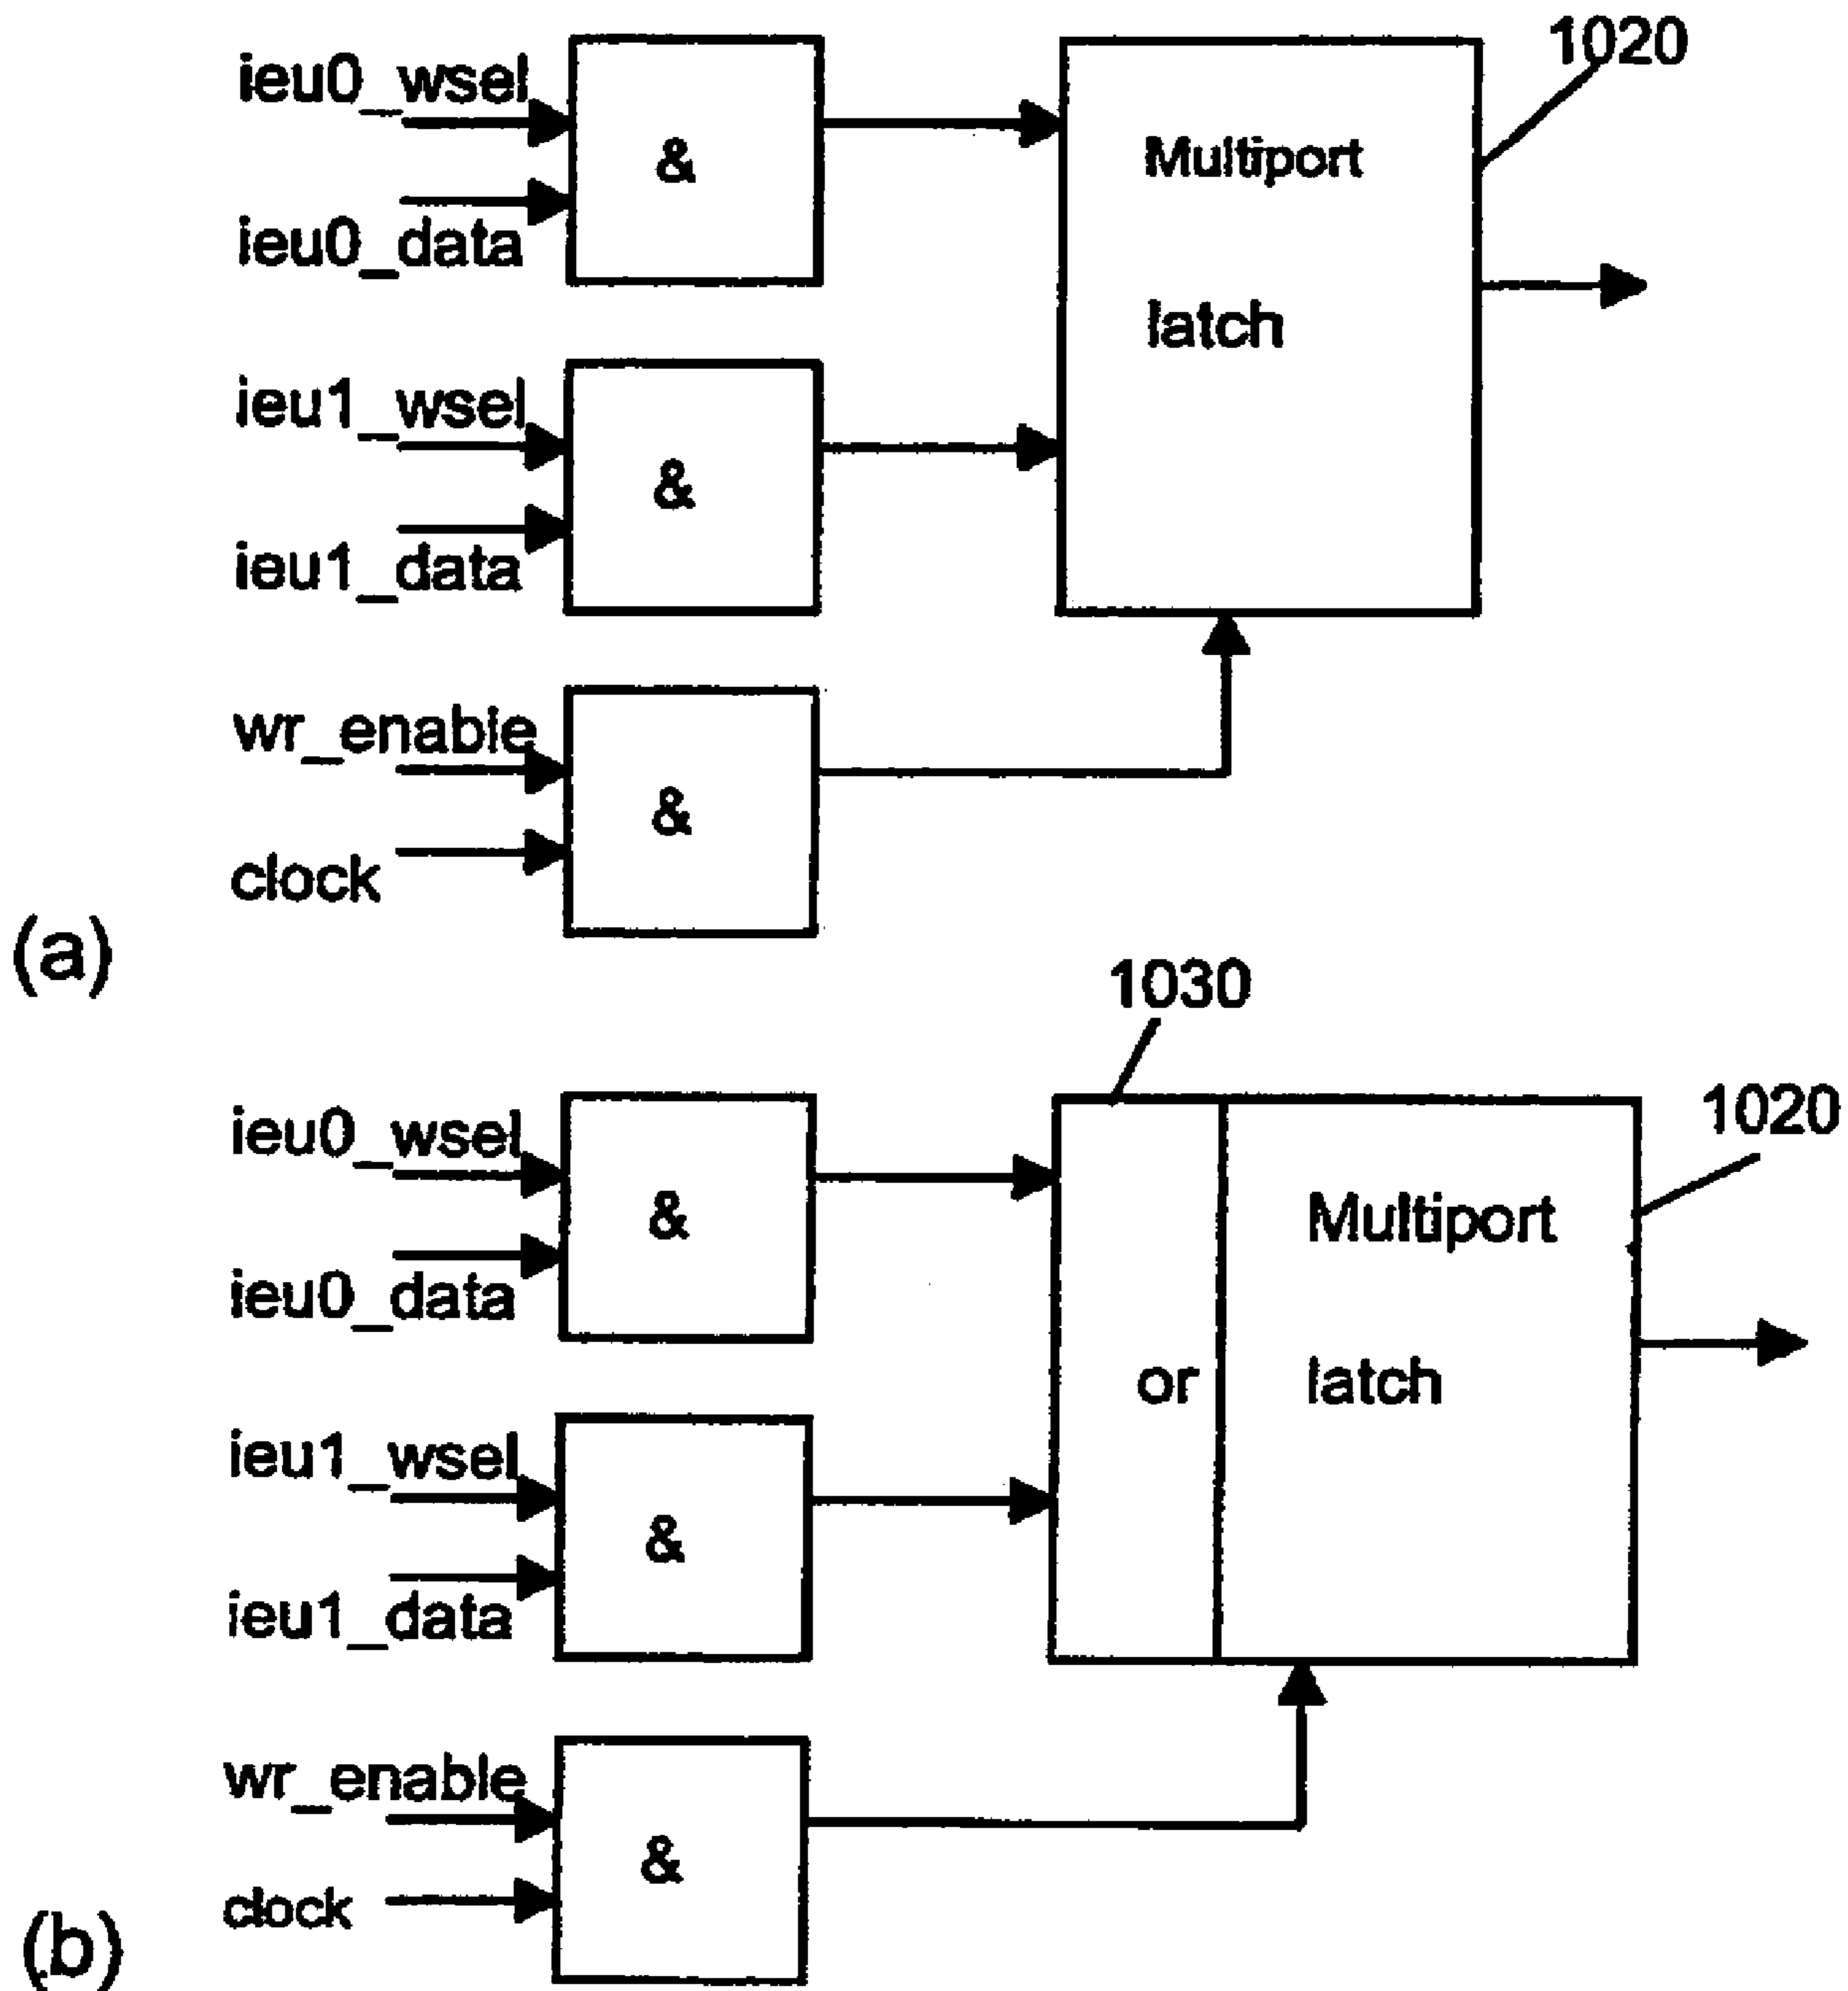 1020
ieu0_wsel
&
Multiport
ieu0_data
latch
ieu1_wsel
&
ieu1_data
wr_enable
&
clock
(a)
1030
1020
ieu0_wsel
&
Multiport
ieu0_data
or
latch
ieu1_wsel
&
ieu1_data
wr_enable
&
clock
(b)